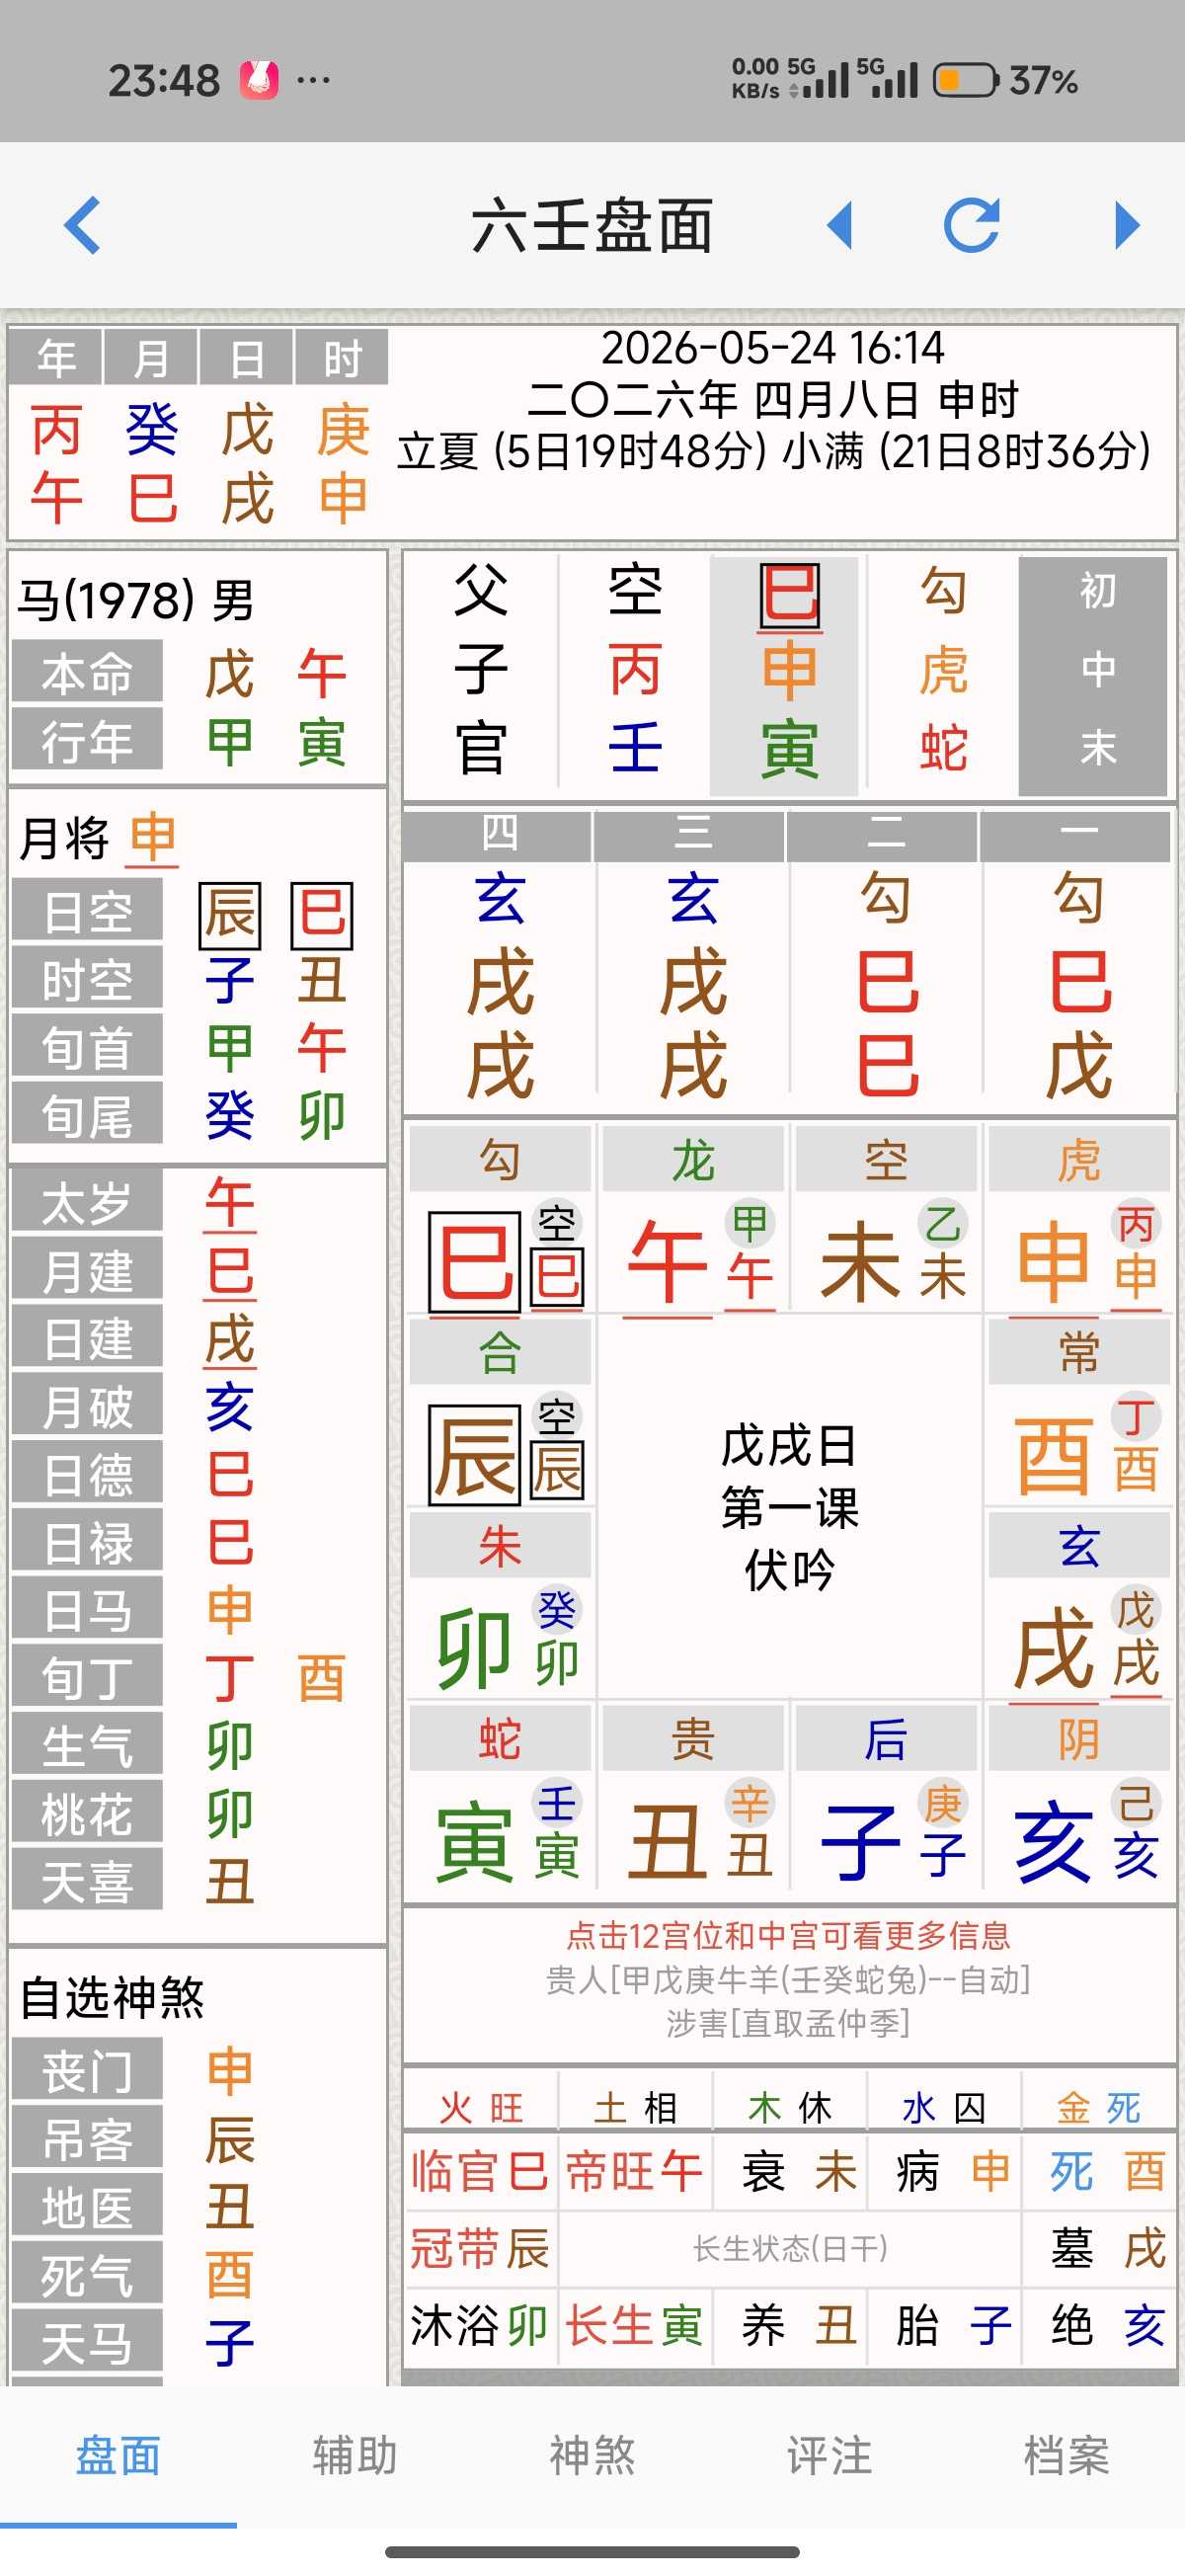 23:48 ··· 0.00 KB/s 5G 5G 37%
六壬盘面
年 月 日 时
丙 癸 戊 庚
午 巳 戌 申
2026-05-24 16:14
二〇二六年 四月八日 申时
立夏 (5日19时48分) 小满 (21日8时36分)
马(1978) 男
本命 戊 午
行年 甲 寅
月将 申
日空 辰 巳
时空 子 丑
旬首 甲 午
旬尾 癸 卯
太岁 午
月建 巳
日建 戌
月破 亥
日德 巳
日禄 巳
日马 申
旬丁 丁 酉
生气 卯
桃花 卯
天喜 丑
自选神煞
丧门 申
吊客 辰
地医 丑
死气 酉
天马 子
父 空 巳 勾 初
子 丙 申 虎 中
官 壬 寅 蛇 末
四 三 二 一
玄 玄 勾 勾
戌 戌 巳 巳
戌 戌 巳 戊
勾 龙 空 虎
巳 空 巳 午 甲 午 未 乙 未 申 丙 申
合 常
辰 空 辰 酉 丁 酉
朱 玄
卯 癸 卯 戌 戊 戌
戊戌日
第一课
伏吟
蛇 贵 后 阴
寅 壬 寅 丑 辛 丑 子 庚 子 亥 己 亥
点击12宫位和中宫可看更多信息
贵人[甲戊庚牛羊(壬癸蛇兔)--自动]
涉害[直取孟仲季]
火 旺 土 相 木 休 水 囚 金 死
临官巳 帝旺午 衰 未 病 申 死 酉
冠带辰 长生状态(日干) 墓 戌
沐浴卯 长生寅 养 丑 胎 子 绝 亥
盘面 辅助 神煞 评注 档案